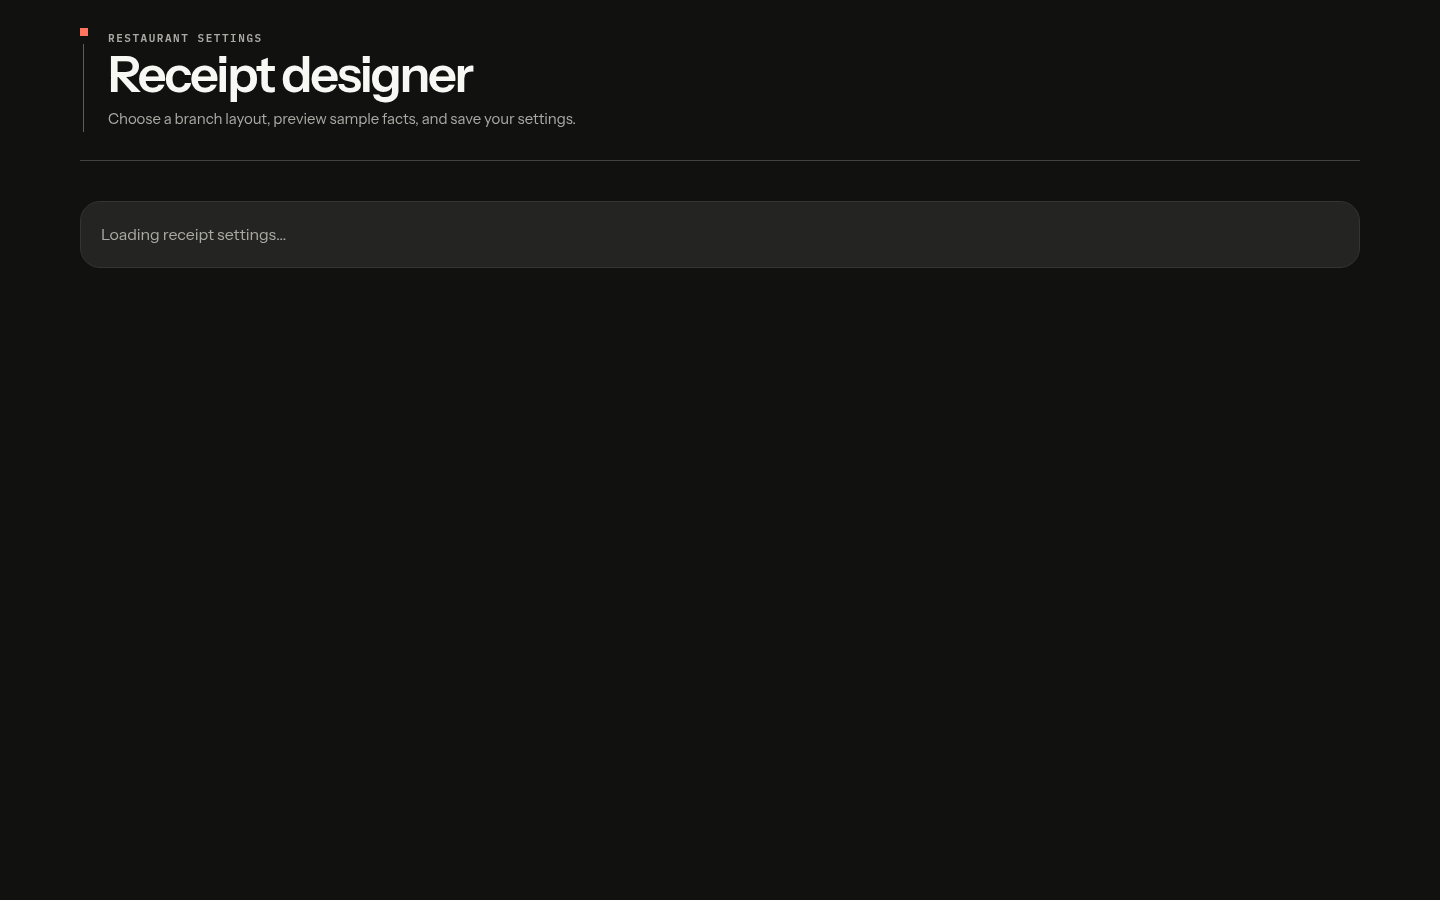 RESTAURANT SETTINGS
Receipt designer
Choose a branch layout, preview sample facts, and save your settings.
Loading receipt settings...